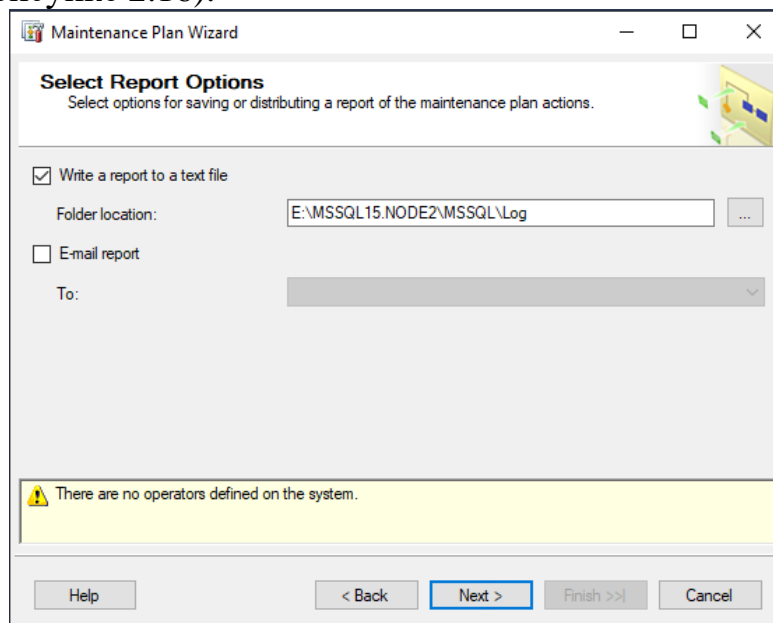 2.18).
Maintenance Plan Wizard
Select Report Options
Select options for saving or distributing a report of the maintenance plan actions.
Write a report to a text file
Folder location:
E:\MSSQL15.NODE2\MSSQL\Log
...
E-mail report
To:
There are no operators defined on the system.
Help
< Back
Next >
Finish >>|
Cancel